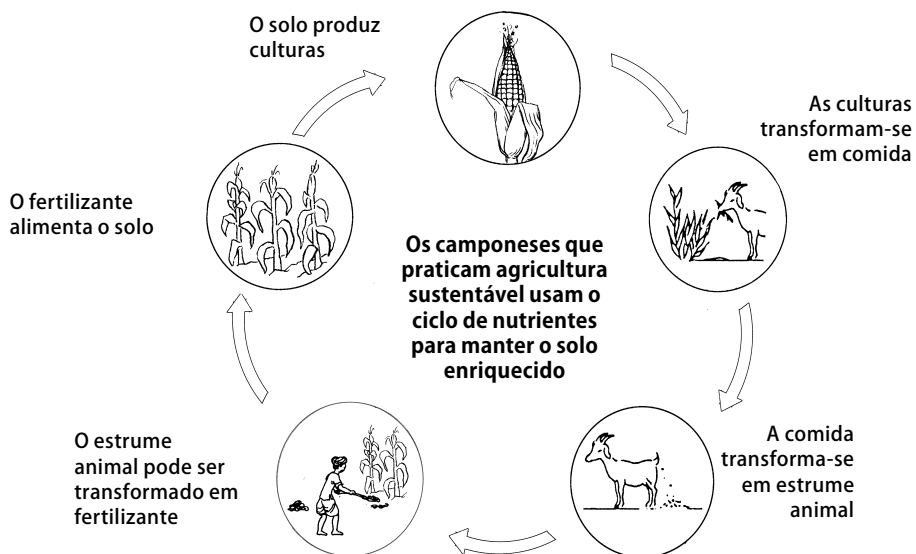 O solo produz
culturas
As culturas
transformam-se
em comida
O fertilizante
alimenta o solo
Os camponeses que
praticam agricultura
sustentável usam o
ciclo de nutrientes
para manter o solo
enriquecido
A comida
transforma-se
em estrume
animal
O estrume
animal pode ser
transformado em
fertilizante